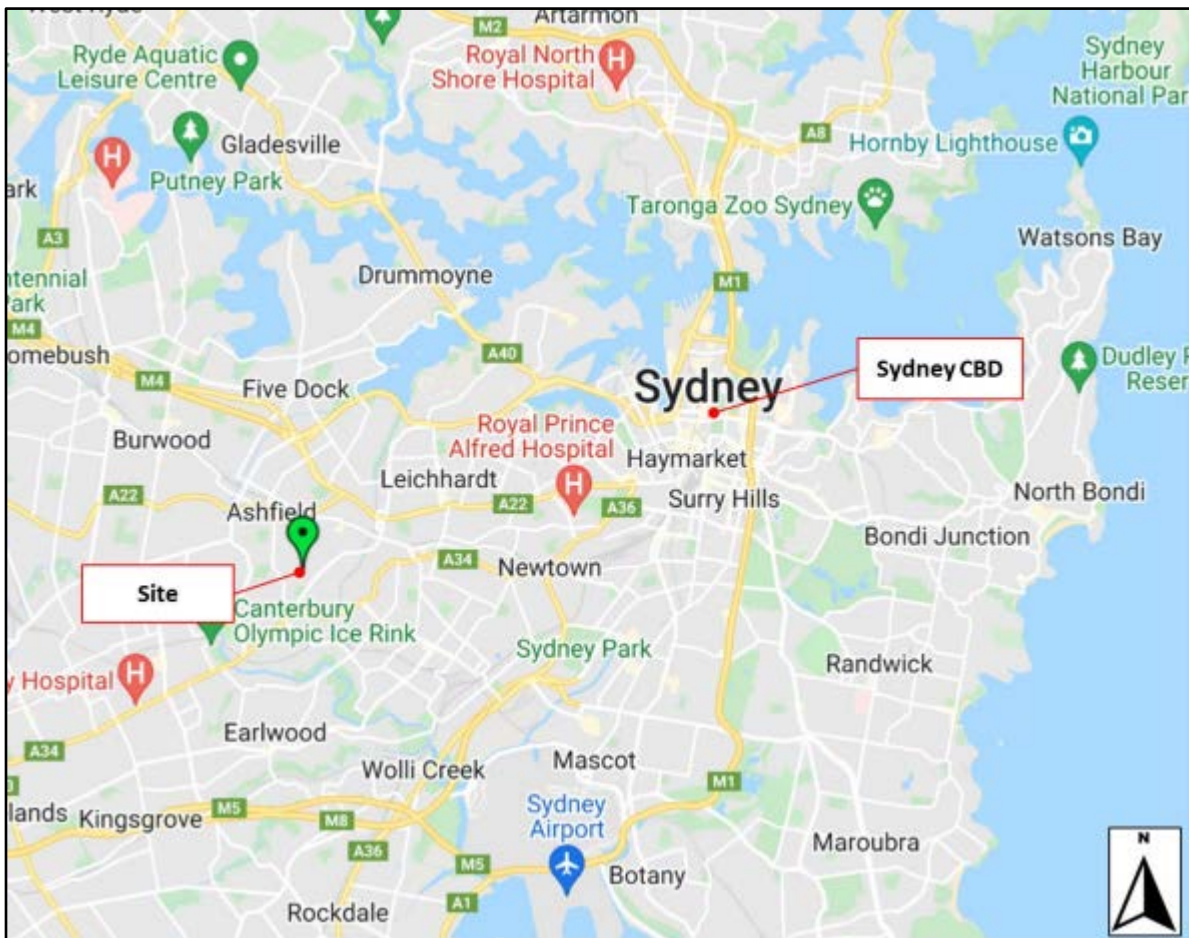 West Ryde
Artarmon
M2
Ryde Aquatic
Leisure Centre
Royal North
Shore Hospital
H
Sydney
Harbour
National Par
A8
Gladesville
Hornby Lighthouse
H
Putney Park
ark
Taronga Zoo Sydney
A3
Watsons Bay
ntennial
Park
Drummoyne
M1
M4
omebush
A40
M4
Five Dock
Sydney
Sydney CBD
Dudley P
Reser
Burwood
Royal Prince
Alfred Hospital
Haymarket
Leichhardt
H
A22
A22
A36
Surry Hills
North Bondi
Ashfield
Bondi Junction
A34
Newtown
Site
Canterbury
Olympic Ice Rink
Sydney Park
Randwick
y Hospital
H
Earlwood
A34
Wolli Creek
Mascot
M1
lands
Kingsgrove
M5
M8
Sydney
Airport
Maroubra
N
A36
M5
Botany
A1
Rockdale